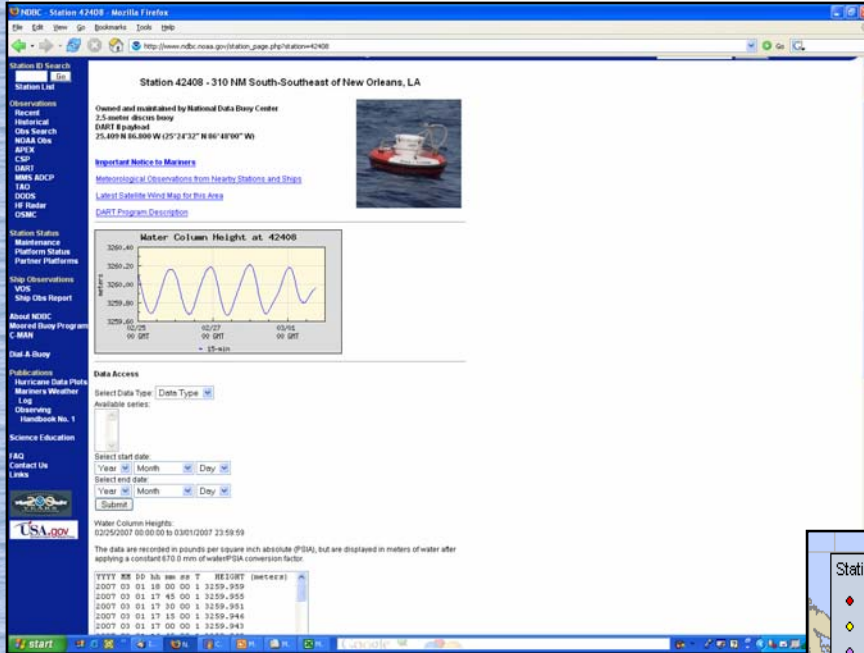 NDBC - Station 42408 - Mozilla Firefox
File Edit View Go Bookmarks Tools Help
http://www.ndbc.noaa.gov/station_page.php?station=42408
Go
Station ID Search
Go
Station List
Observations
Recent
Historical
Obs Search
NOAA Obs
APEX
CSP
DART
MMS ADCP
TAO
DODS
HF Radar
OSMC
Station Status
Maintenance
Platform Status
Partner Platforms
Ship Observations
VOS
Ship Obs Report
About NDBC
Moored Buoy Program
C-MAN
Dial-A-Buoy
Publications
Hurricane Data Plots
Mariners Weather
Log
Observing
Handbook No. 1
Science Education
FAQ
Contact Us
Links
200
YEARS
USA.gov
Station 42408 - 310 NM South-Southeast of New Orleans, LA
Owned and maintained by National Data Buoy Center
2.5-meter discus buoy
DART II payload
25.409 N 86.800 W (25°24'32" N 86°48'00" W)
Important Notice to Mariners
Meteorological Observations from Nearby Stations and Ships
Latest Satellite Wind Map for this Area
DART Program Description
Water Column Height at 42408
meters
3260.40
3260.20
3260.00
3259.80
3259.60
02/25 02/27 03/01
00 GMT 00 GMT 00 GMT
15-min
Data Access
Select Data Type: Data Type
Available series:
Select start date:
Year Month Day
Select end date:
Year Month Day
Submit
Water Column Heights:
02/25/2007 00:00:00 to 03/01/2007 23:59:59
The data are recorded in pounds per square inch absolute (PSIA), but are displayed in meters of water after
applying a constant 670.0 mm of water/PSIA conversion factor.
YYYY MM DD hh mm ss T HEIGHT (meters)
2007 03 01 18 00 00 1 3259.959
2007 03 01 17 45 00 1 3259.955
2007 03 01 17 30 00 1 3259.951
2007 03 01 17 15 00 1 3259.946
2007 03 01 17 00 00 1 3259.943
start
Google
Stati